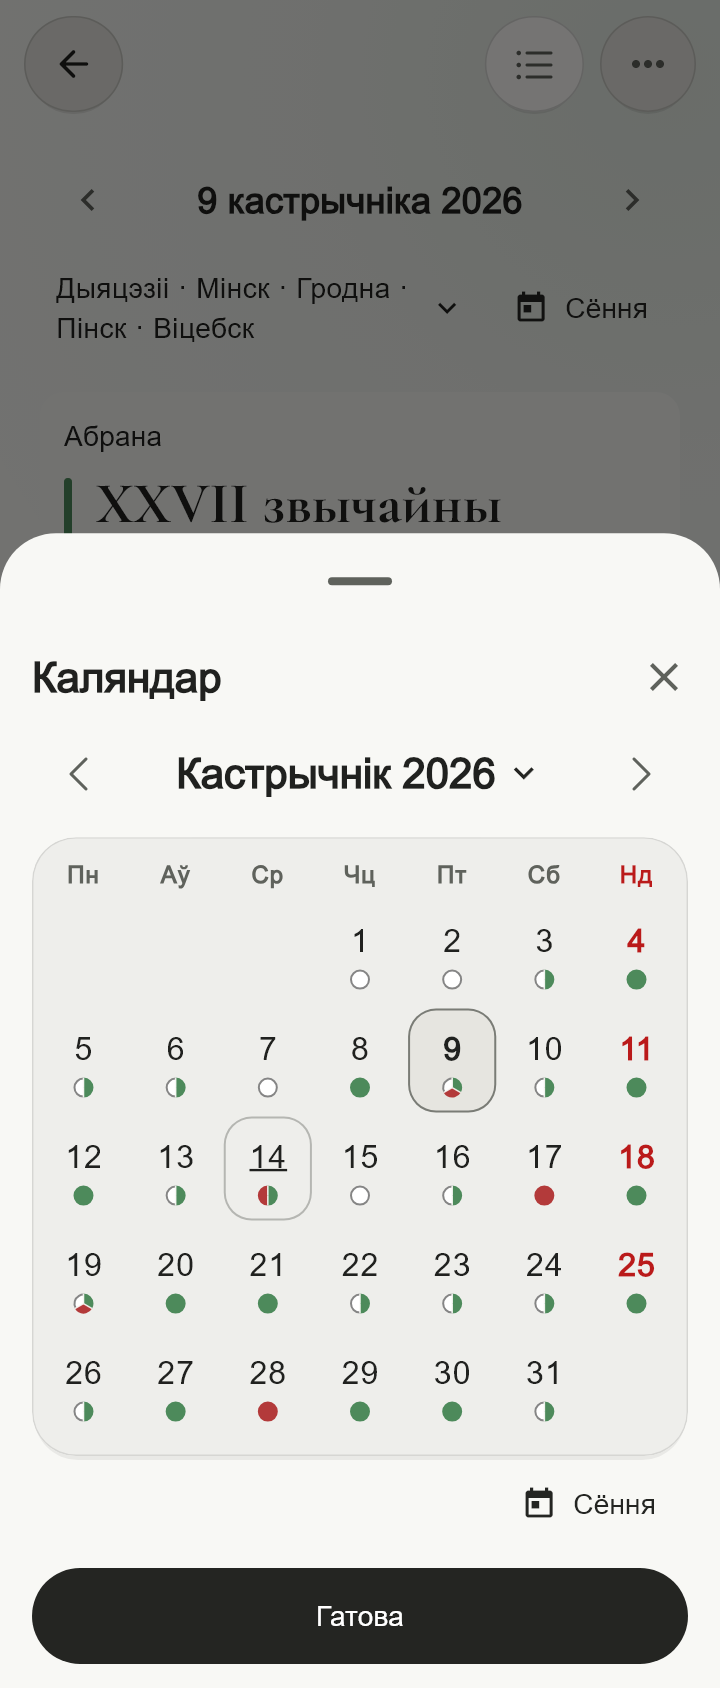 9 кастрычніка 2026
Дыяцэзіі · Мінск · Гродна ·
Пінск · Віцебск
Сёння
Абрана
XXVII звычайны
Каляндар
Кастрычнік 2026
Пн Аў Ср Чц Пт Сб Нд
1 2 3 4
5 6 7 8 9 10 11
12 13 14 15 16 17 18
19 20 21 22 23 24 25
26 27 28 29 30 31
Сёння
Гатова